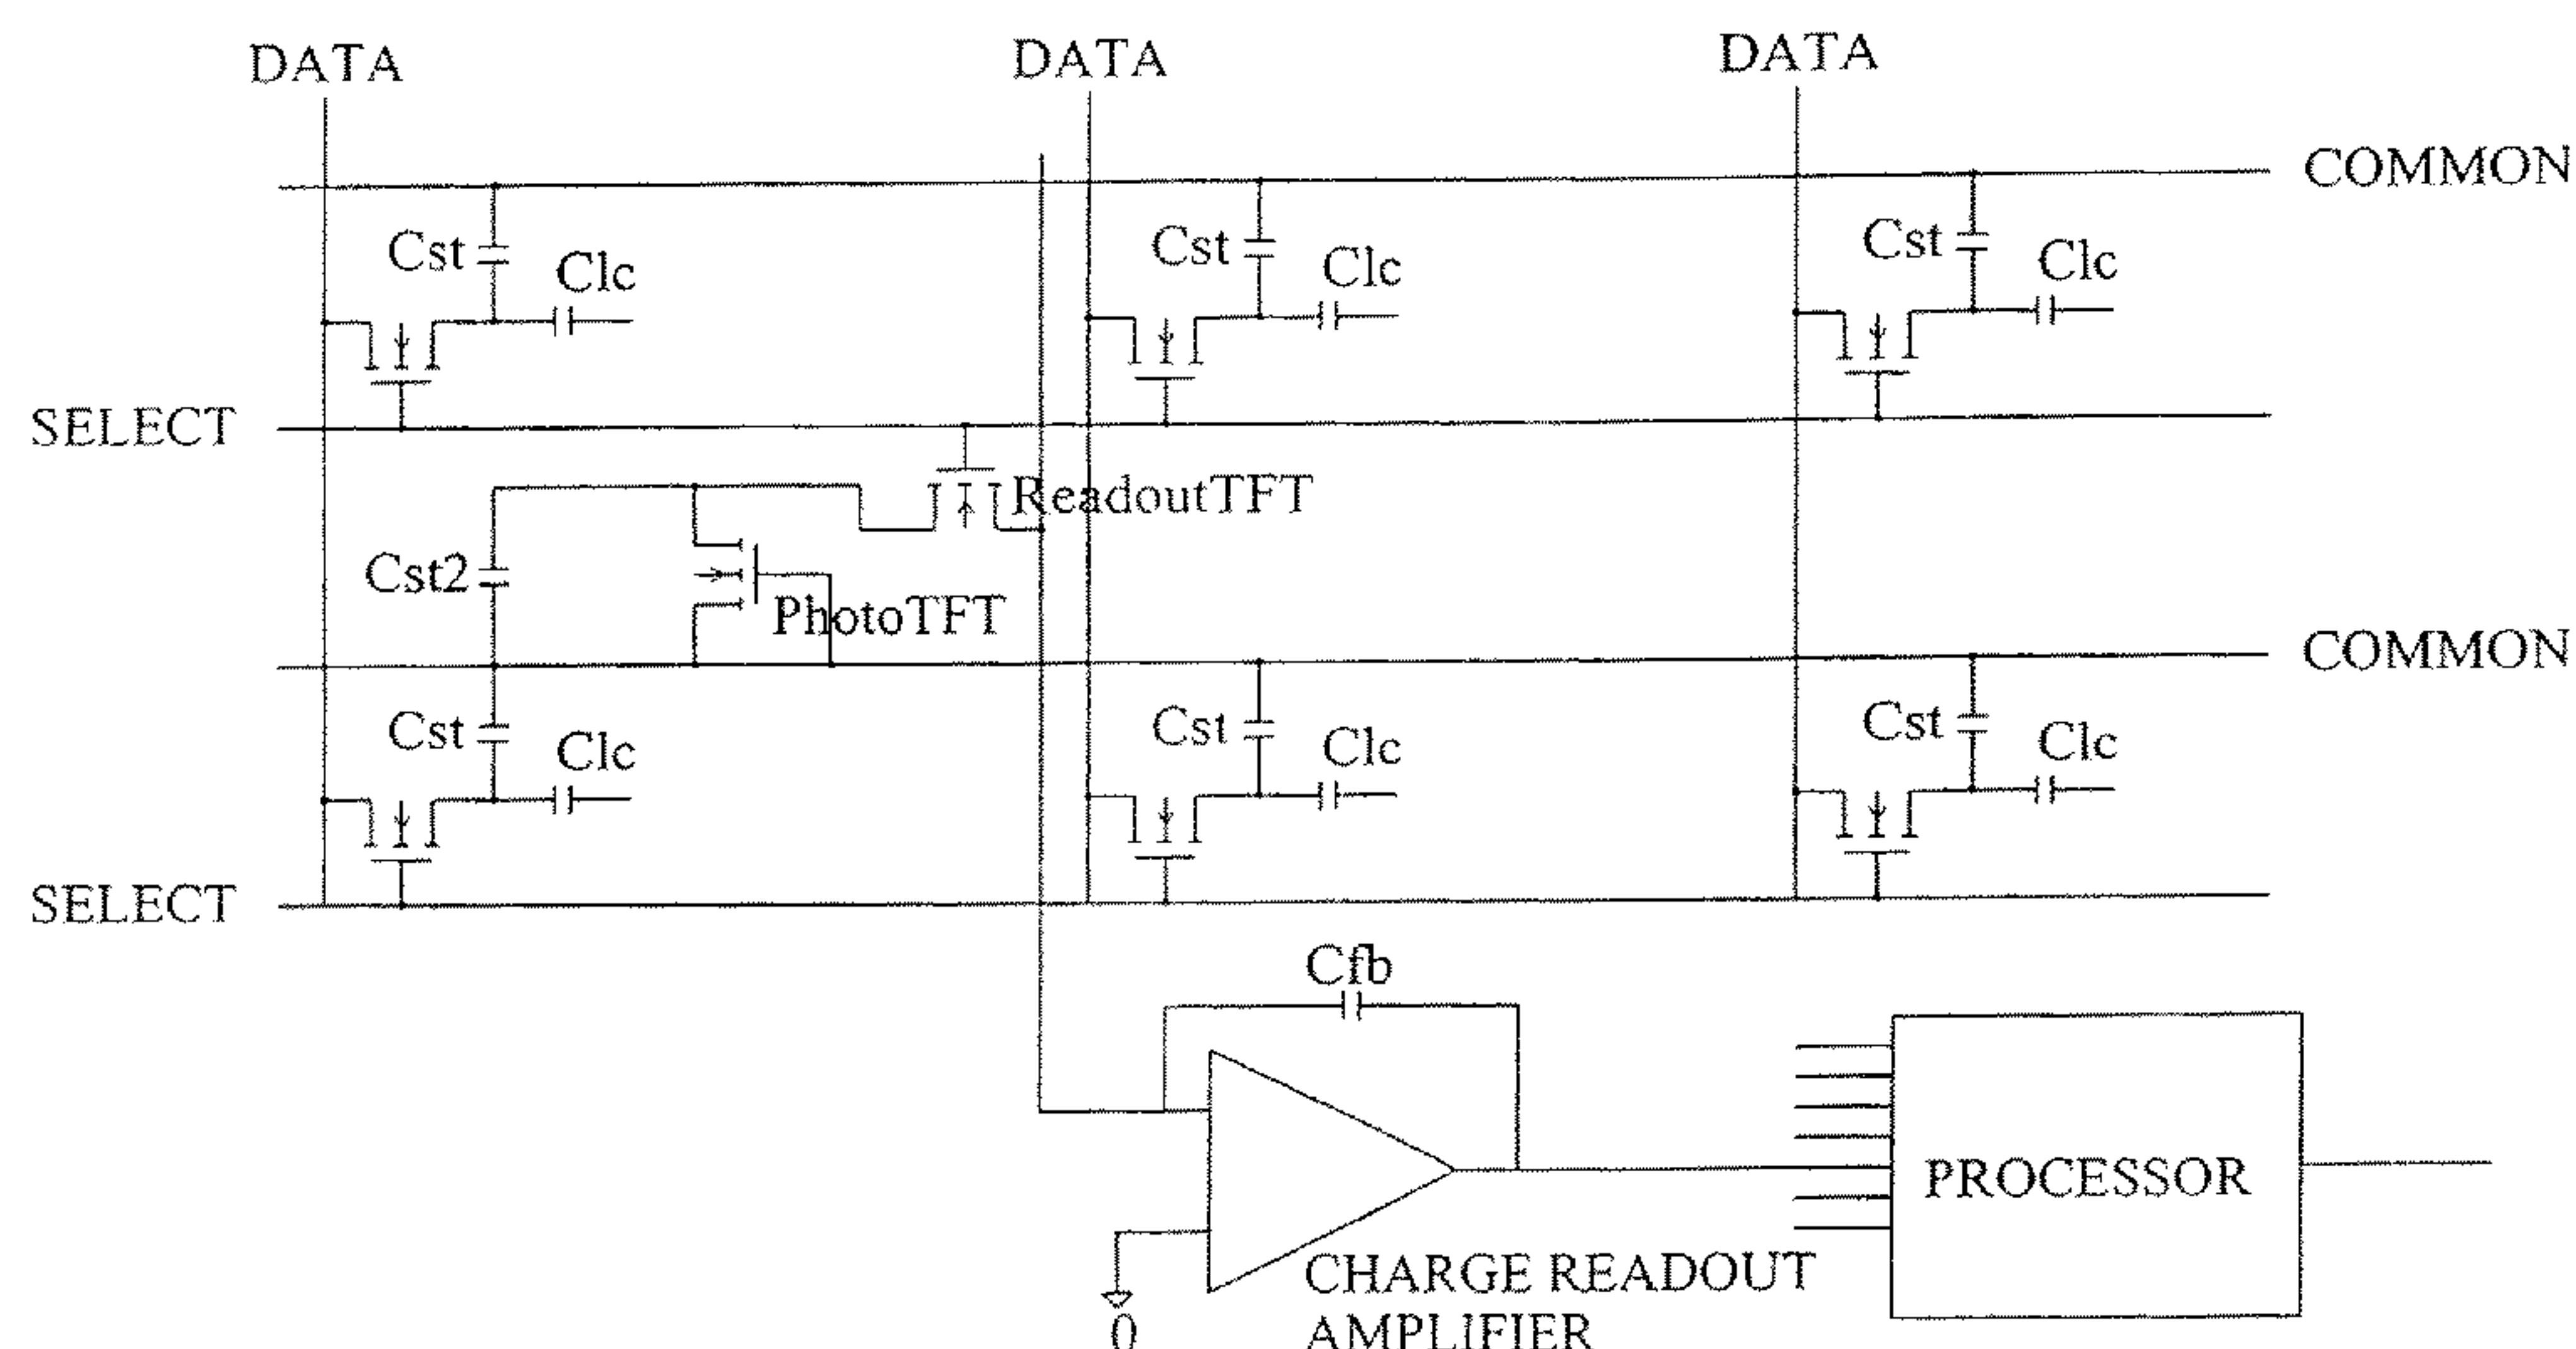 DATA DATA DATA
COMMON
Cst Clc Cst Clc Cst Clc
SELECT
ReadoutTFT
Cst2
PhotoTFT
COMMON
Cst Clc Cst Clc Cst Clc
SELECT
Cfb
PROCESSOR
CHARGE READOUT
AMPLIFIER
0